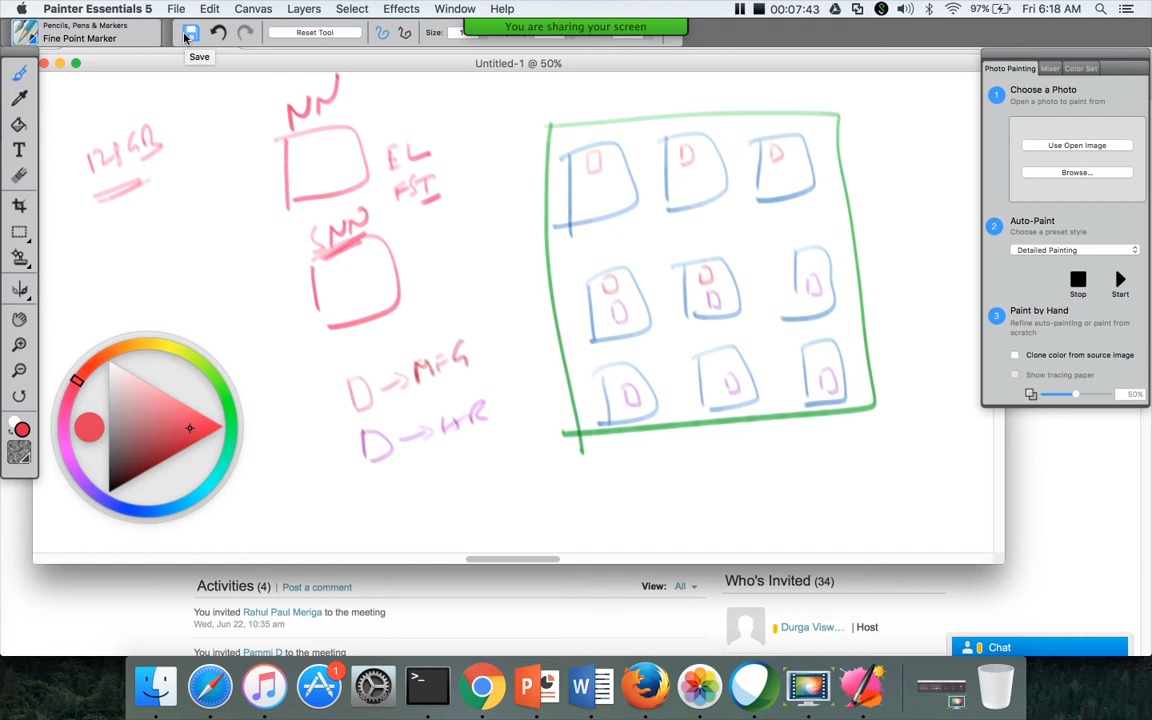 Painter Essentials 5 File Edit Canvas Layers Select Effects Window Help
00:07:43 97% Fri 6:18 AM
You are sharing your screen
Pencils, Pens & Markers
Fine Point Marker
Reset Tool
Size:
Save
Untitled-1 @ 50%
NN
128 GB
EL
FST
SNN
D → MFG
D → HR
D D D
D D D
D D
D D D
Photo Painting Mixer Color Set
1 Choose a Photo
Open a photo to paint from
Use Open Image
Browse...
2 Auto-Paint
Choose a preset style
Detailed Painting
Stop Start
3 Paint by Hand
Refine auto-painting or paint from
scratch
Clone color from source image
Show tracing paper
50%
Activities (4) | Post a comment View: All
You invited Rahul Paul Meriga to the meeting
Wed, Jun 22, 10:35 am
You invited Pammi D to the meeting
Who's Invited (34)
Durga Visw... | Host
Chat
1